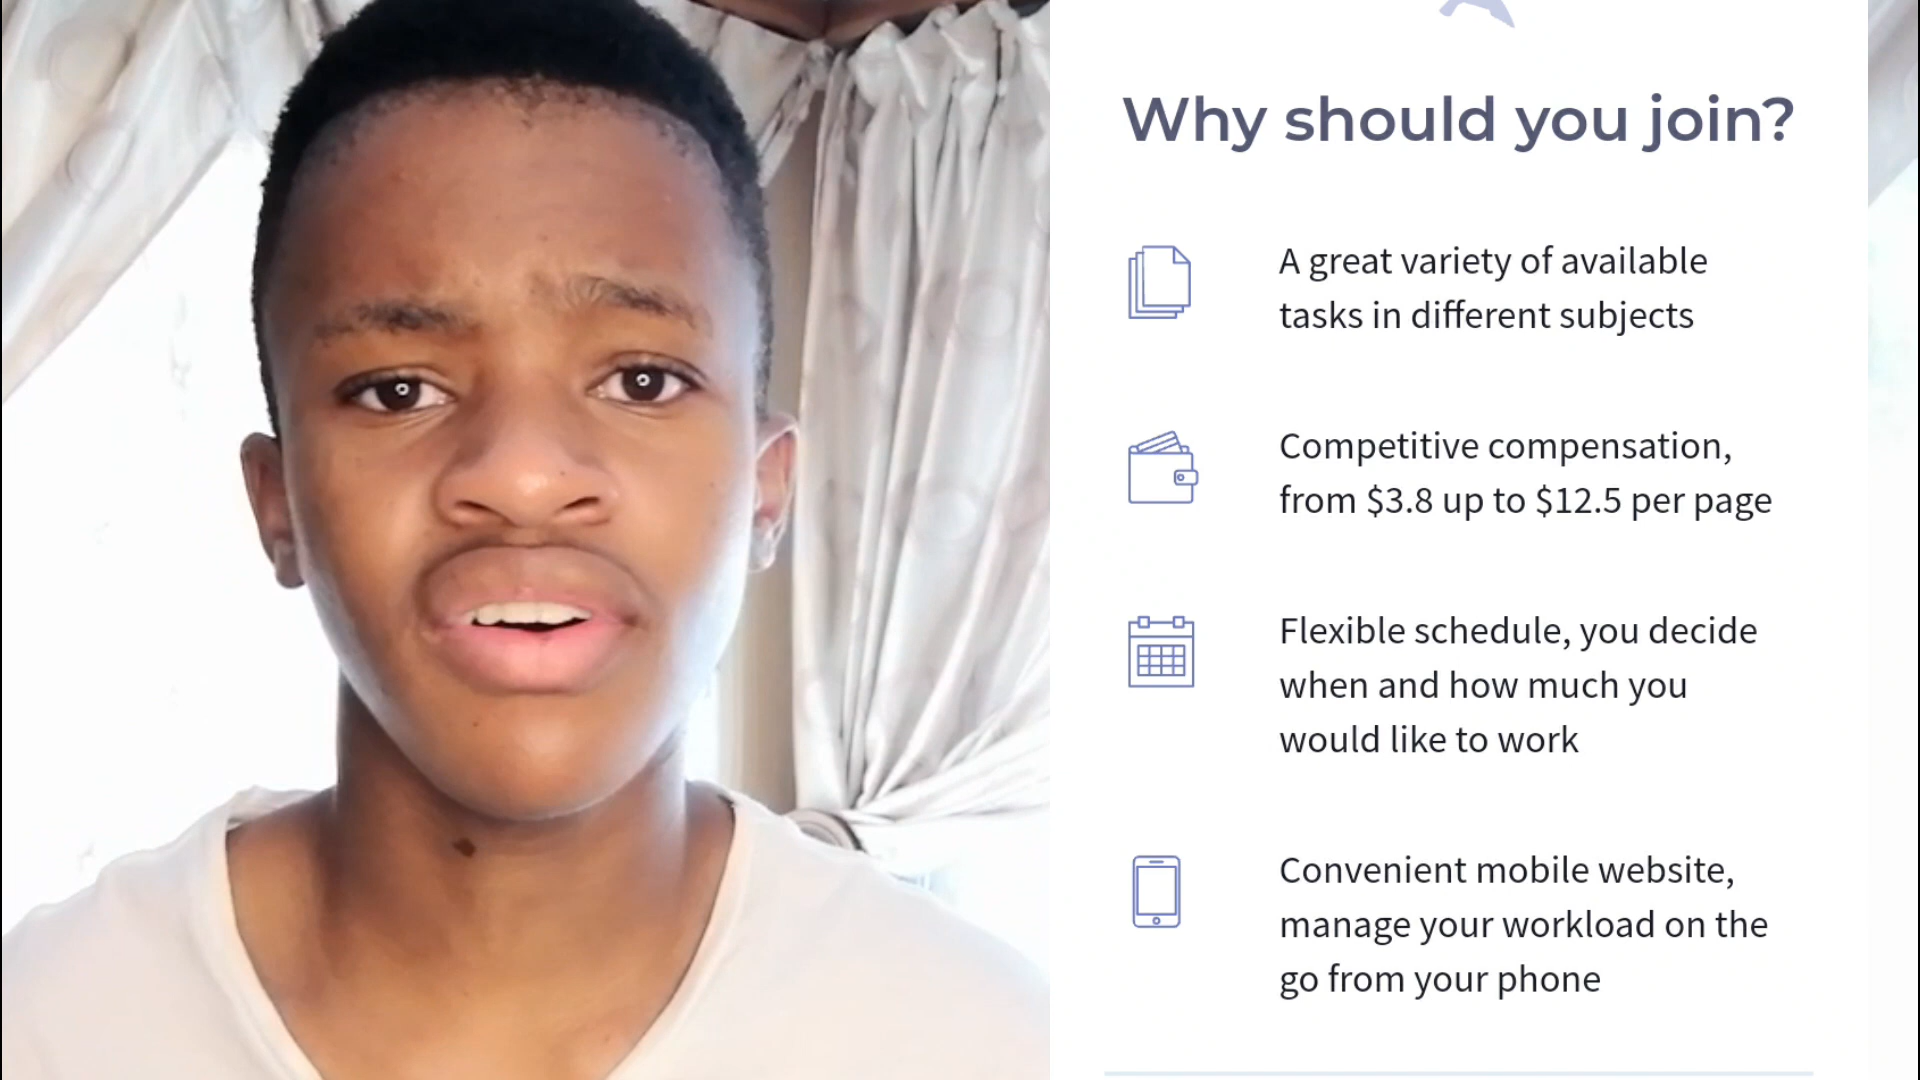 Why should you join?
A great variety of available
tasks in different subjects
Competitive compensation,
from $3.8 up to $12.5 per page
Flexible schedule, you decide
when and how much you
would like to work
Convenient mobile website,
manage your workload on the
go from your phone